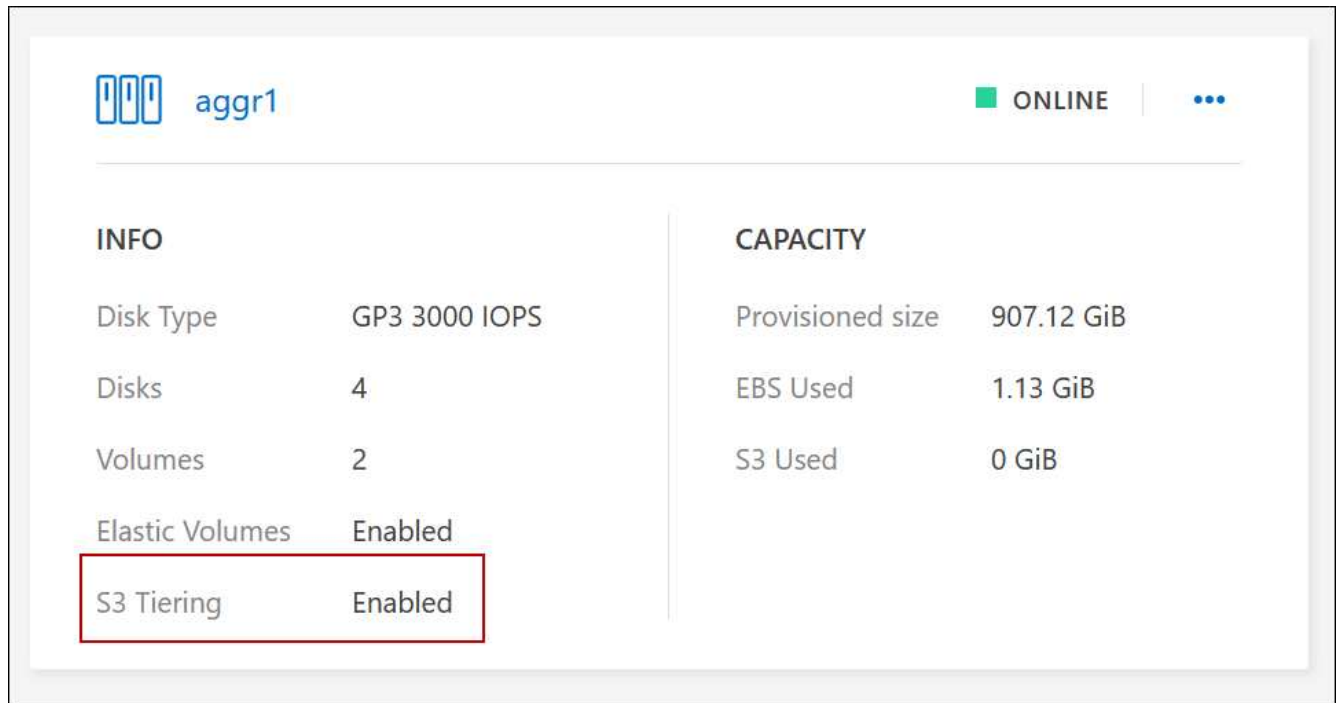 aggr1
ONLINE
INFO
Disk Type GP3 3000 IOPS
Disks 4
Volumes 2
Elastic Volumes Enabled
S3 Tiering Enabled
CAPACITY
Provisioned size 907.12 GiB
EBS Used 1.13 GiB
S3 Used 0 GiB